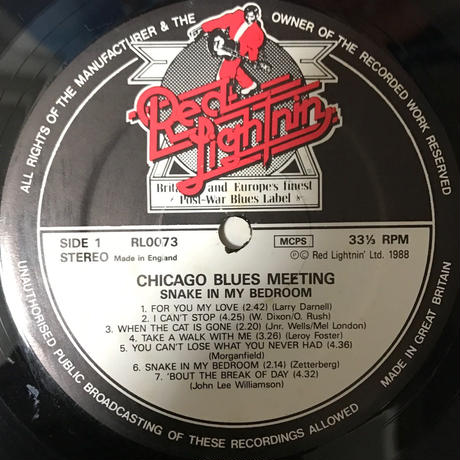 ALL RIGHTS OF THE MANUFACTURER & THE OWNER OF THE RECORDED WORK RESERVED
Red
Lightnin'
Britain's and Europe's finest
Post-War Blues Label
SIDE 1 RL0073 MCPS 33⅓ RPM
STEREO Made in England ℗© Red Lightnin' Ltd. 1988
CHICAGO BLUES MEETING
SNAKE IN MY BEDROOM
1. FOR YOU MY LOVE (2.42) (Larry Darnell)
2. I CAN'T STOP (4.25) (W. Dixon/O. Rush)
3. WHEN THE CAT IS GONE (2.20) (Jnr. Wells/Mel London)
4. TAKE A WALK WITH ME (3.26) (Leroy Foster)
5. YOU CAN'T LOSE WHAT YOU NEVER HAD (4.36)
(Morganfield)
6. SNAKE IN MY BEDROOM (2.14) (Zetterberg)
7. 'BOUT THE BREAK OF DAY (4.32)
(John Lee Williamson)
UNAUTHORISED PUBLIC BROADCASTING OF THESE RECORDINGS ALLOWED
MADE IN GREAT BRITAIN